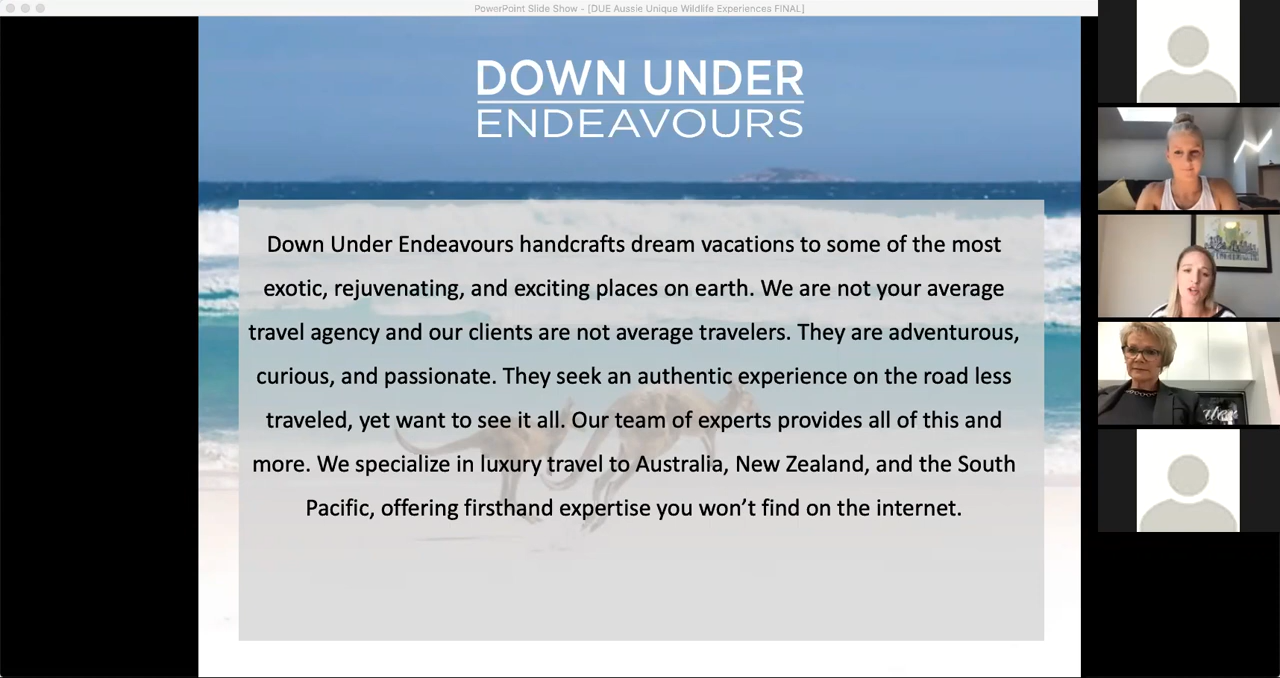 PowerPoint Slide Show - [DUE Aussie Unique Wildlife Experiences FINAL]
DOWN UNDER
ENDEAVOURS
Down Under Endeavours handcrafts dream vacations to some of the most
exotic, rejuvenating, and exciting places on earth. We are not your average
travel agency and our clients are not average travelers. They are adventurous,
curious, and passionate. They seek an authentic experience on the road less
traveled, yet want to see it all. Our team of experts provides all of this and
more. We specialize in luxury travel to Australia, New Zealand, and the South
Pacific, offering firsthand expertise you won’t find on the internet.